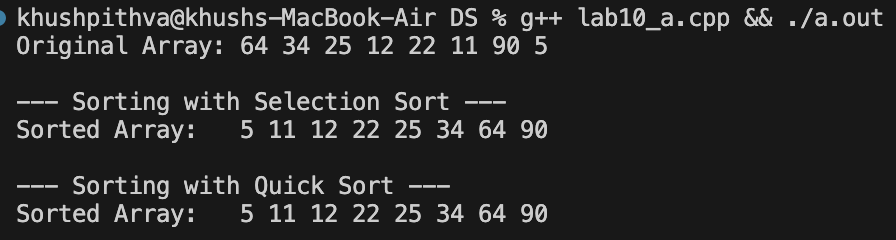 khushpithva@khushs-MacBook-Air DS % g++ lab10_a.cpp && ./a.out
Original Array: 64 34 25 12 22 11 90 5
--- Sorting with Selection Sort ---
Sorted Array:   5 11 12 22 25 34 64 90
--- Sorting with Quick Sort ---
Sorted Array:   5 11 12 22 25 34 64 90